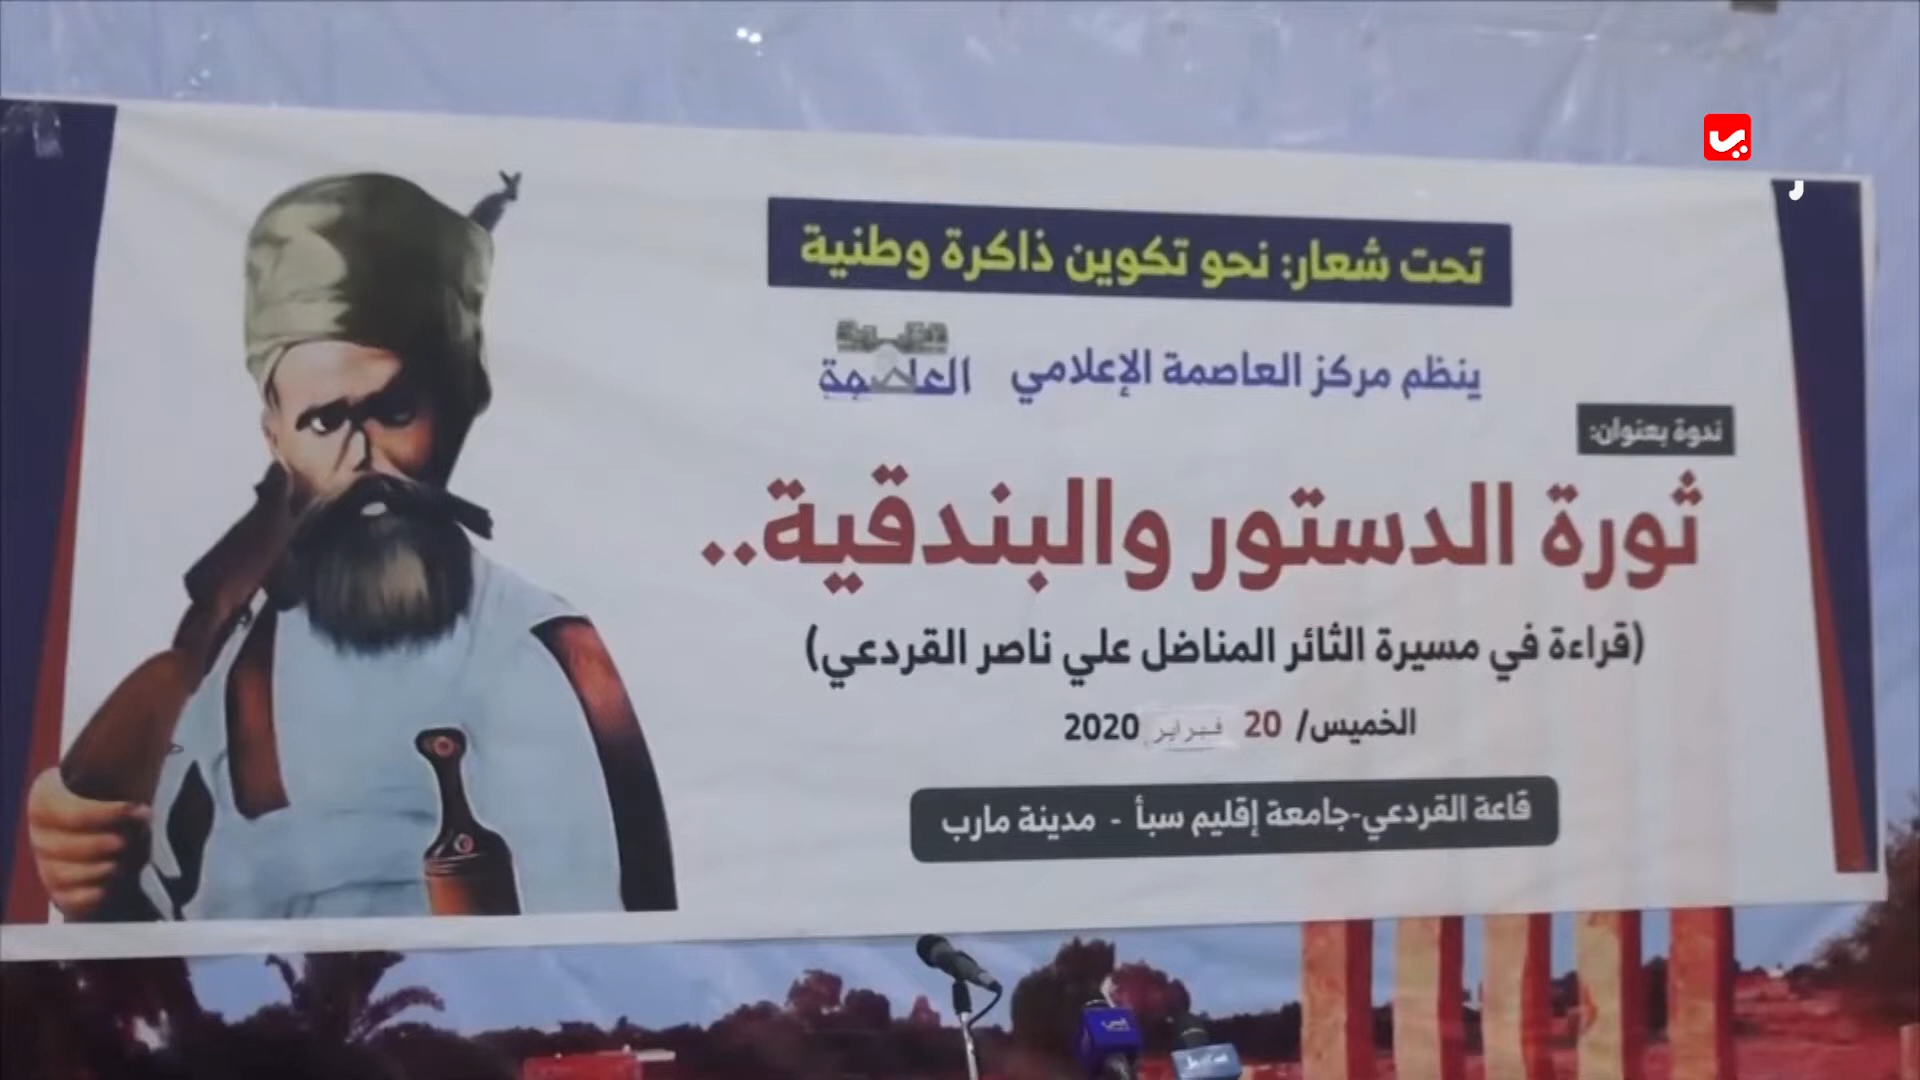 تحت شعار: نحو تكوين ذاكرة وطنية
ينظم مركز العاصمة الإعلامي العاصمة
ندوة بعنوان:
ثورة الدستور والبندقية..
(قراءة في مسيرة الثائر المناضل علي ناصر القردعي)
الخميس/ 20 فبراير 2020
قاعة القردعي-جامعة إقليم سبأ - مدينة مارب